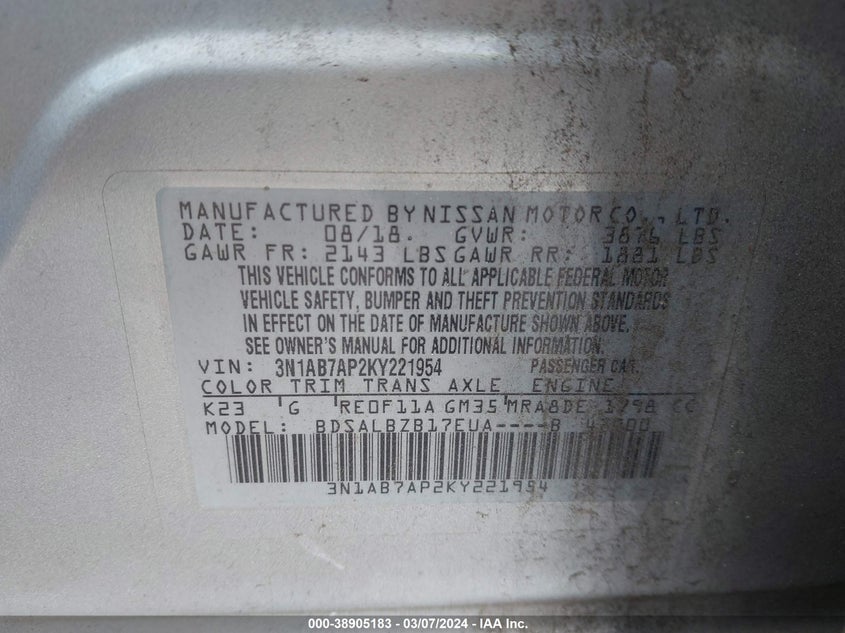 MANUFACTURED BY NISSAN MOTOR CO., LTD.
DATE: 08/18. GVWR: 3876 LBS
GAWR FR: 2143 LBS GAWR RR: 1881 LBS
THIS VEHICLE CONFORMS TO ALL APPLICABLE FEDERAL MOTOR
VEHICLE SAFETY, BUMPER AND THEFT PREVENTION STANDARDS
IN EFFECT ON THE DATE OF MANUFACTURE SHOWN ABOVE.
SEE OWNER'S MANUAL FOR ADDITIONAL INFORMATION.
VIN: 3N1AB7AP2KY221954 PASSENGER CAR
COLOR TRIM TRANS AXLE ENGINE
K23 G RE0F11A GM35 MRA8DE 1798 CC
MODEL: BDSALBZB17EUA----B
3N1AB7AP2KY221954
000-38905183 - 03/07/2024 - IAA Inc.